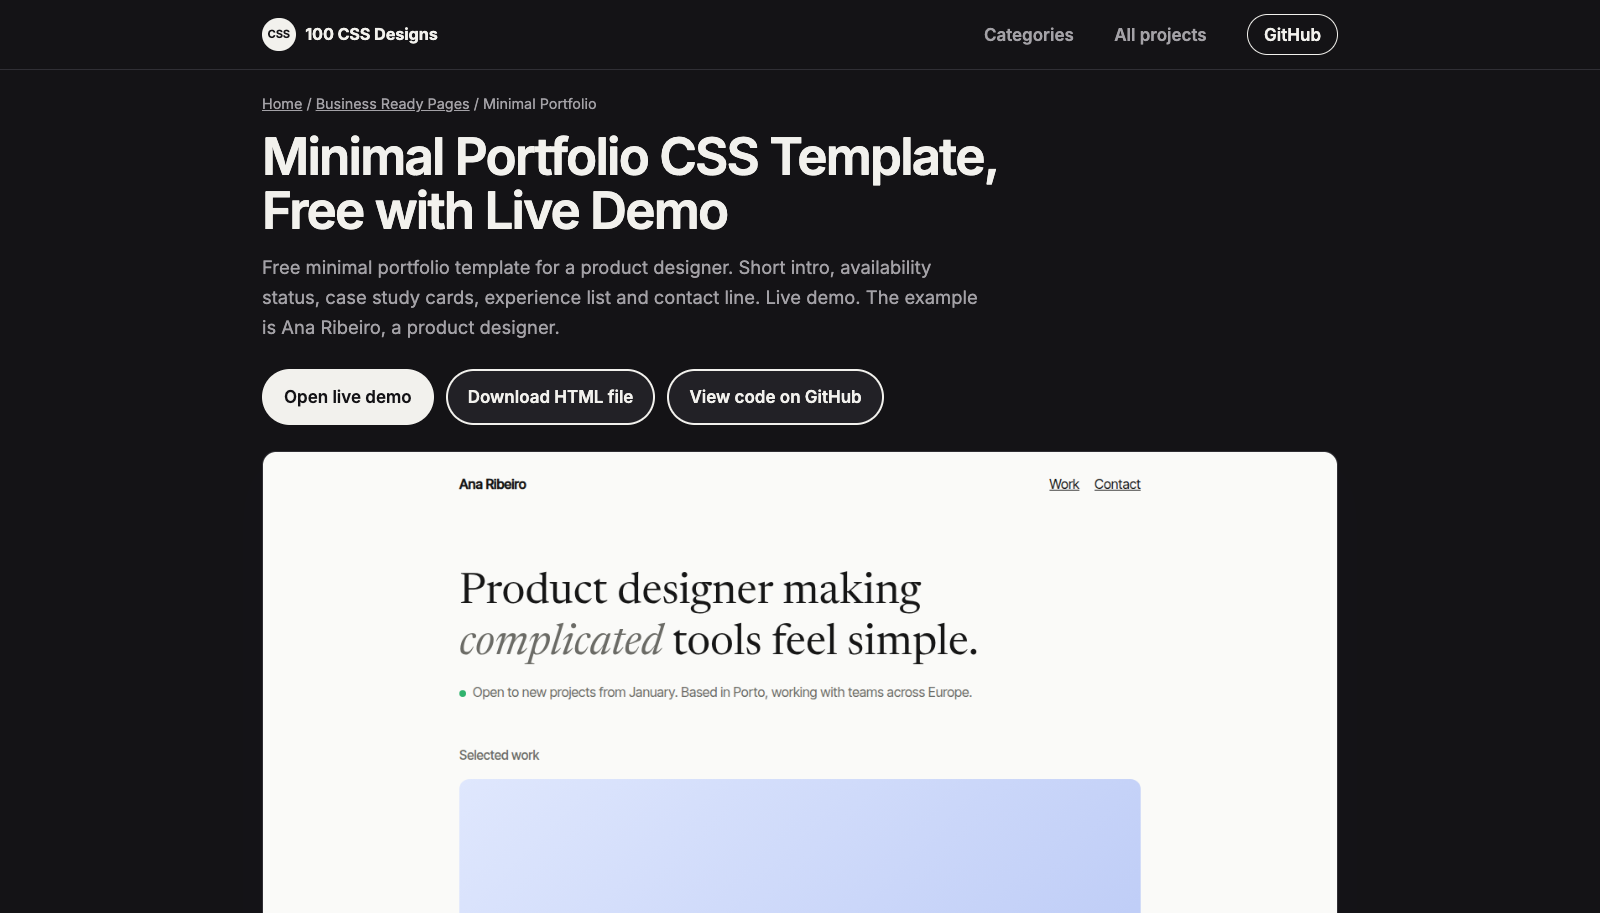 CSS 100 CSS Designs
Categories All projects GitHub
Home / Business Ready Pages / Minimal Portfolio
Minimal Portfolio CSS Template,
Free with Live Demo
Free minimal portfolio template for a product designer. Short intro, availability
status, case study cards, experience list and contact line. Live demo. The example
is Ana Ribeiro, a product designer.
Open live demo Download HTML file View code on GitHub
Ana Ribeiro Work Contact
Product designer making
complicated tools feel simple.
Open to new projects from January. Based in Porto, working with teams across Europe.
Selected work